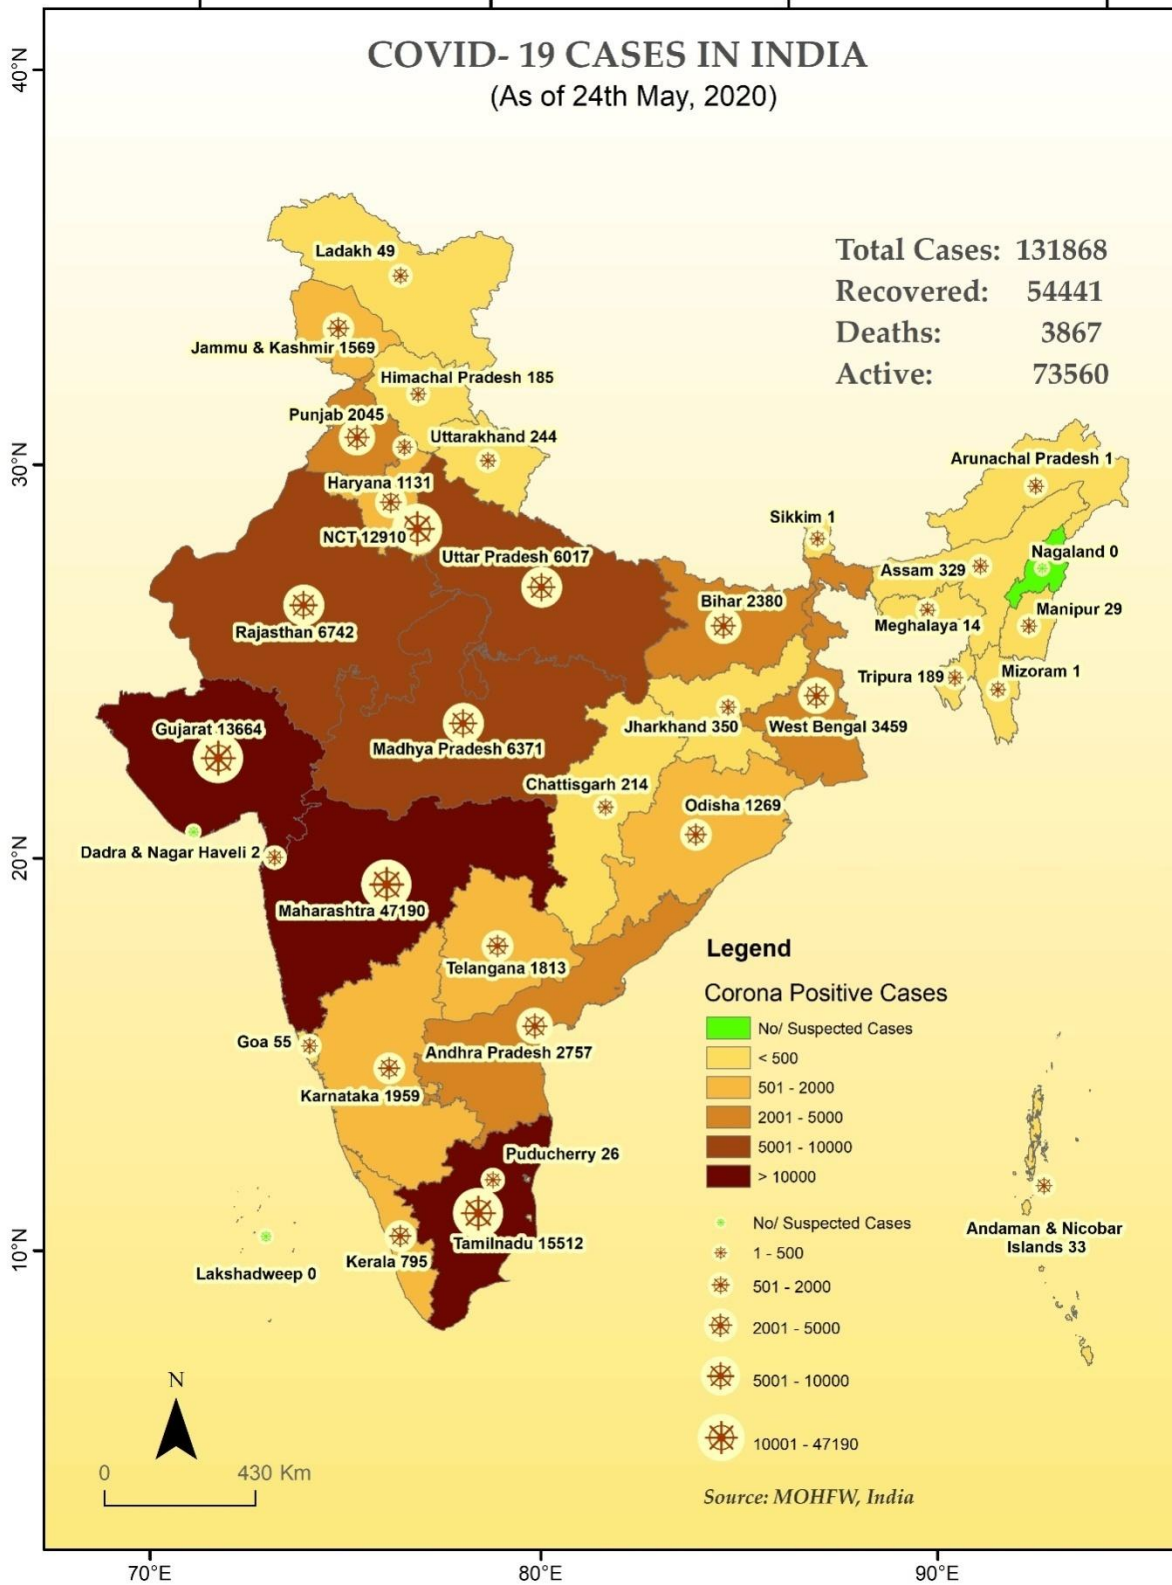 COVID- 19 CASES IN INDIA
(As of 24th May, 2020)
40°N
30°N
20°N
10°N
Total Cases: 131868
Recovered: 54441
Deaths: 3867
Active: 73560
Ladakh 49
Jammu & Kashmir 1569
Himachal Pradesh 185
Punjab 2045
Uttarakhand 244
Haryana 1131
NCT 12910
Uttar Pradesh 6017
Arunachal Pradesh 1
Sikkim 1
Nagaland 0
Assam 329
Bihar 2380
Manipur 29
Meghalaya 14
Rajasthan 6742
Tripura 189
Mizoram 1
Gujarat 13664
Jharkhand 350
West Bengal 3459
Madhya Pradesh 6371
Chattisgarh 214
Odisha 1269
Dadra & Nagar Haveli 2
Maharashtra 47190
Telangana 1813
Goa 55
Andhra Pradesh 2757
Karnataka 1959
Puducherry 26
Tamilnadu 15512
Kerala 795
Lakshadweep 0
Andaman & Nicobar
Islands 33
Legend
Corona Positive Cases
No/ Suspected Cases
< 500
501 - 2000
2001 - 5000
5001 - 10000
> 10000
No/ Suspected Cases
1 - 500
501 - 2000
2001 - 5000
5001 - 10000
10001 - 47190
Source: MOHFW, India
N
0 430 Km
70°E 80°E 90°E